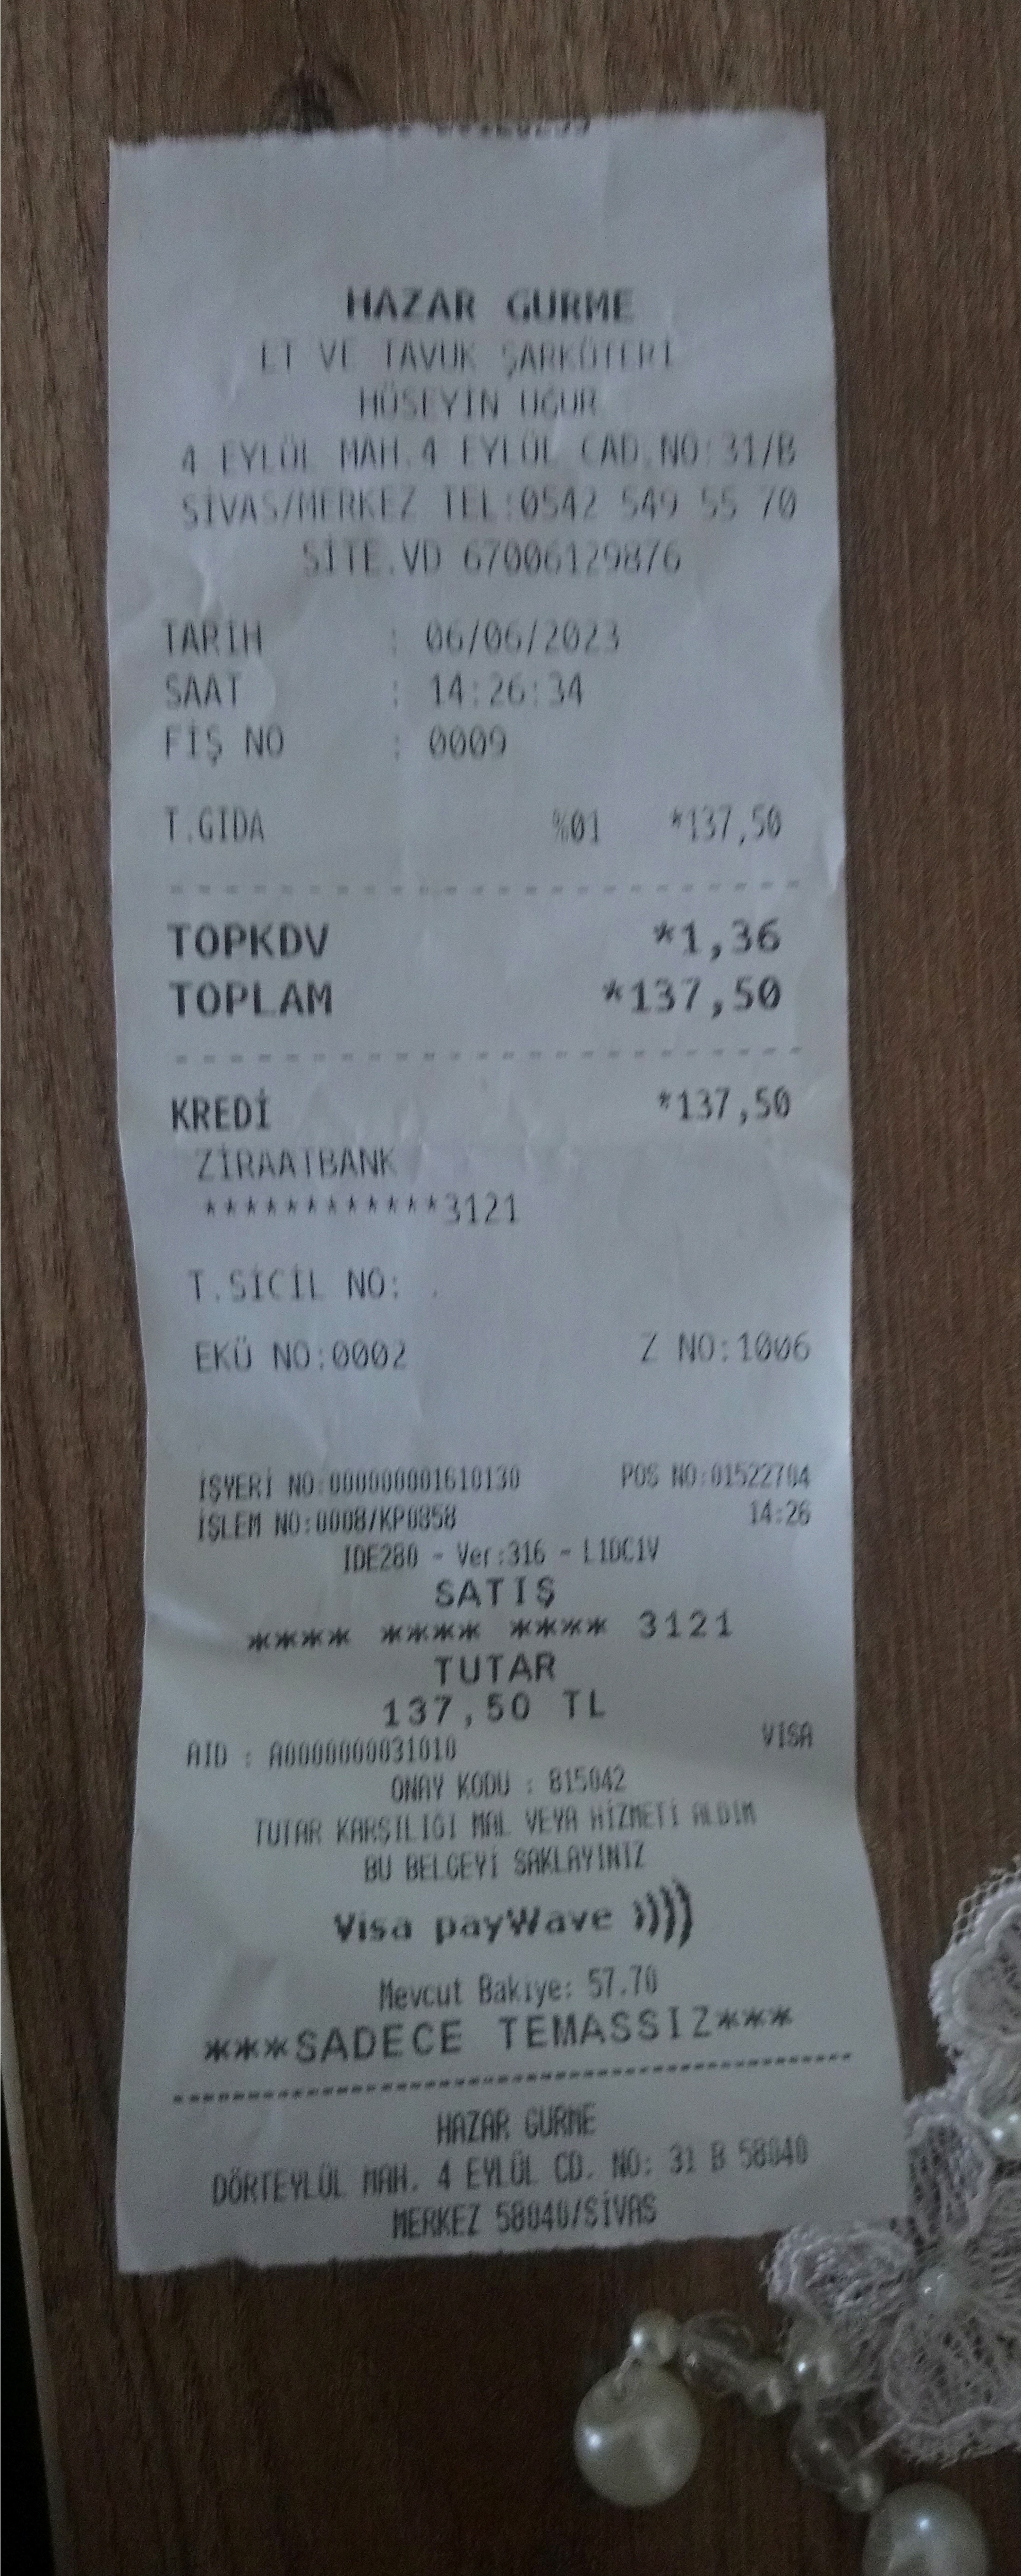 HAZAR GURME
ET VE TAVUK ŞARKÜTERİ
HÜSEYİN UĞUR
4 EYLÜL MAH.4 EYLÜL CAD.NO:31/B
SİVAS/MERKEZ TEL:0542 549 55 70
SİTE.VD 67006129876
TARİH : 06/06/2023
SAAT : 14:26:34
FİŞ NO : 0009
T.GIDA %01 *137,50
TOPKDV *1,36
TOPLAM *137,50
KREDİ *137,50
ZİRAATBANK
************3121
T.SİCİL NO: .
EKÜ NO:0002 Z NO:1006
İŞYERİ NO:000000001610130 POS NO:01522704
İŞLEM NO:0008/KP0858 14:26
IDE280 - Ver:316 - L1DC1V
SATIŞ
**** **** **** 3121
TUTAR
137,50 TL
AID : A0000000031010 VISA
ONAY KODU : 815042
TUTAR KARŞILIĞI MAL VEYA HİZMETİ ALDIM
BU BELGEYİ SAKLAYINIZ
Visa payWave ))))
Mevcut Bakiye: 57.70
***SADECE TEMASSIZ***
HAZAR GURME
DÖRTEYLÜL MAH. 4 EYLÜL CD. NO: 31 B 58040
MERKEZ 58040/SİVAS